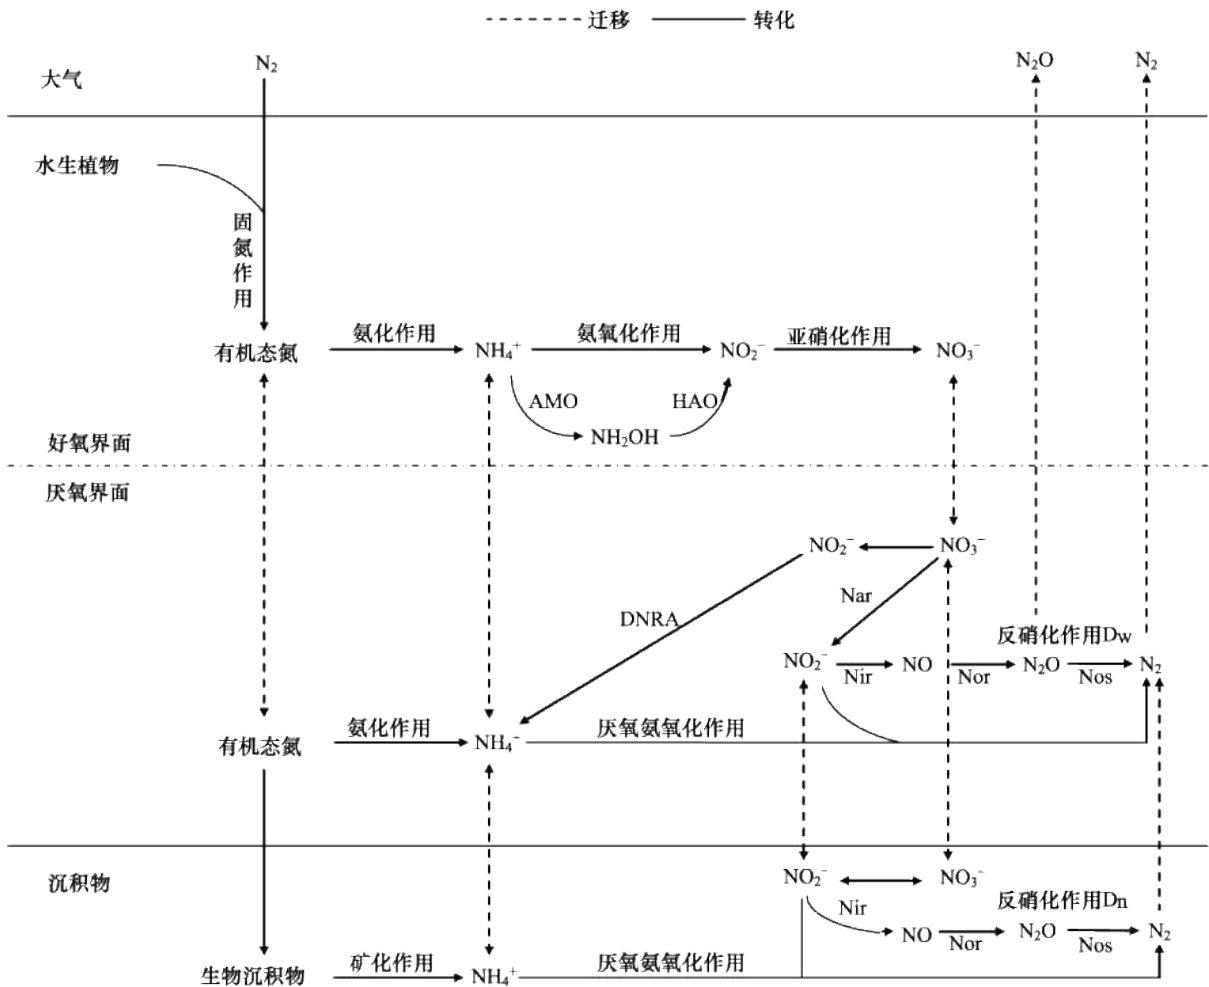 迁移 转化
N₂ N₂O N₂
大气
水生植物
固氮作用
氨化作用 氨氧化作用 亚硝化作用
有机态氮 NH₄⁺ NO₂⁻ NO₃⁻
AMO HAO
NH₂OH
好氧界面
厌氧界面
NO₂⁻ NO₃⁻
Nar
DNRA
反硝化作用Dw
NO₂⁻ NO N₂O N₂
Nir Nor Nos
氨化作用 厌氧氨氧化作用
有机态氮 NH₄⁻
沉积物
NO₂⁻ NO₃⁻
反硝化作用Dn
Nir
NO N₂O N₂
Nor Nos
矿化作用 厌氧氨氧化作用
生物沉积物 NH₄⁺